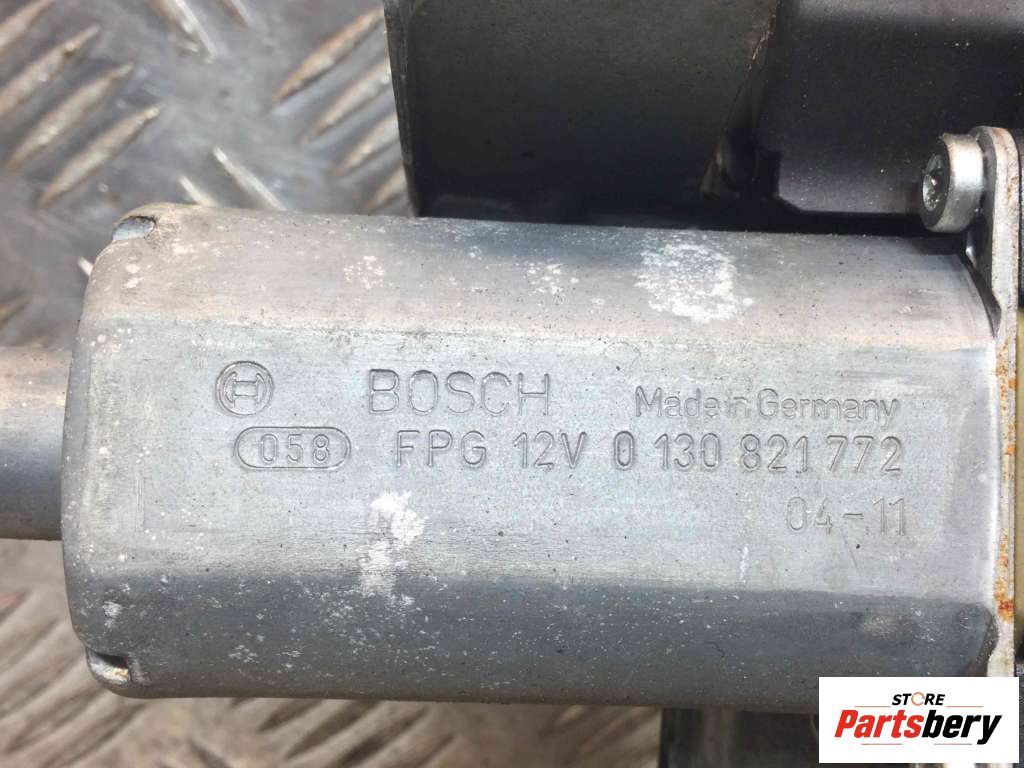 BOSCH Made in Germany
058 FPG 12V 0 130 821 772
04-11
STORE
Partsbery